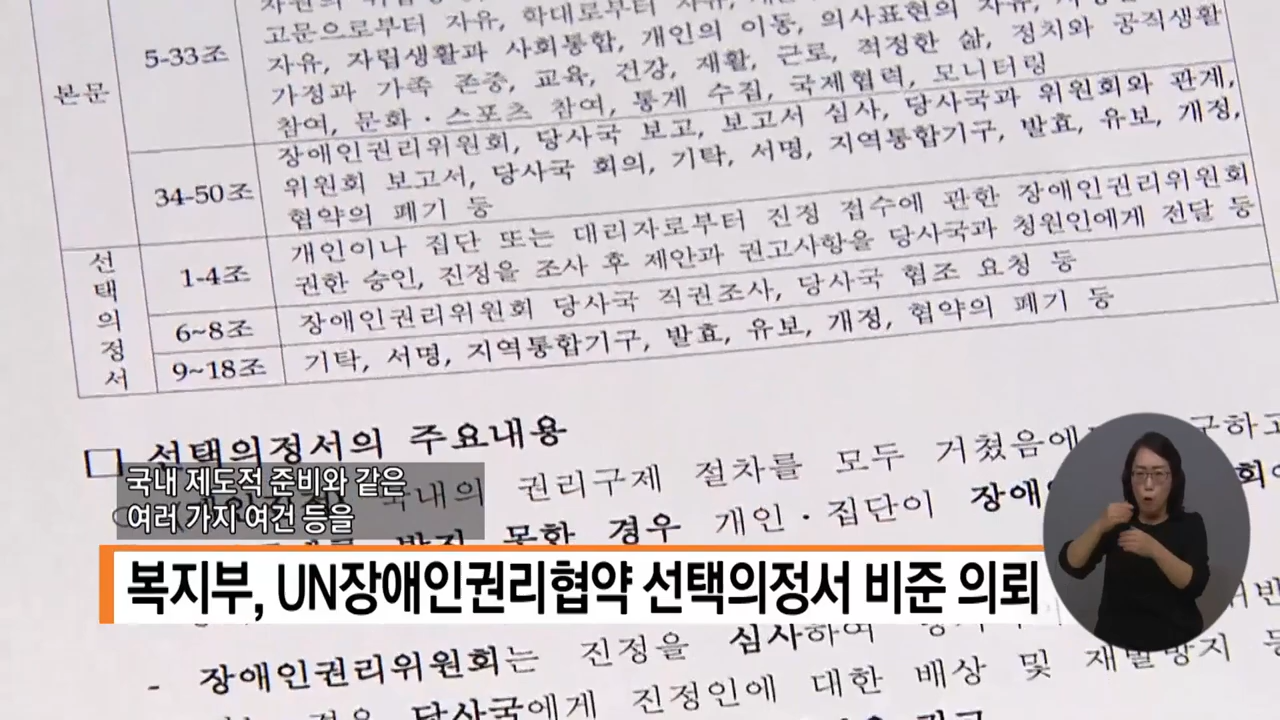 5-33조
고문으로부터 자유, 학대로부터 자유,
자유, 자립생활과 사회통합, 개인의 이동, 의사표현의 자유,
가정과 가족 존중, 교육, 건강, 재활, 근로, 적정한 삶, 정치와 공적생활
참여, 문화·스포츠 참여, 통계 수집, 국제협력, 모니터링
본문
34-50조
장애인권리위원회, 당사국 보고, 보고서 심사, 당사국과 위원회와 관계,
위원회 보고서, 당사국 회의, 기탁, 서명, 지역통합기구, 발효, 유보, 개정,
협약의 폐기 등
선택의정서
1-4조
개인이나 집단 또는 대리자로부터 진정 접수에 관한 장애인권리위원회
권한 승인, 진정을 조사 후 제안과 권고사항을 당사국과 청원인에게 전달 등
6~8조
장애인권리위원회 당사국 직권조사, 당사국 협조 요청 등
9~18조
기탁, 서명, 지역통합기구, 발효, 유보, 개정, 협약의 폐기 등
□ 선택의정서의 주요내용
국내의 권리구제 절차를 모두 거쳤음에
못한 경우 개인·집단이
국내 제도적 준비와 같은
여러 가지 여건 등을
복지부, UN장애인권리협약 선택의정서 비준 의뢰
- 장애인권리위원회는 진정을 심사하여
당사국에게 진정인에 대한 배상 및 재발방지